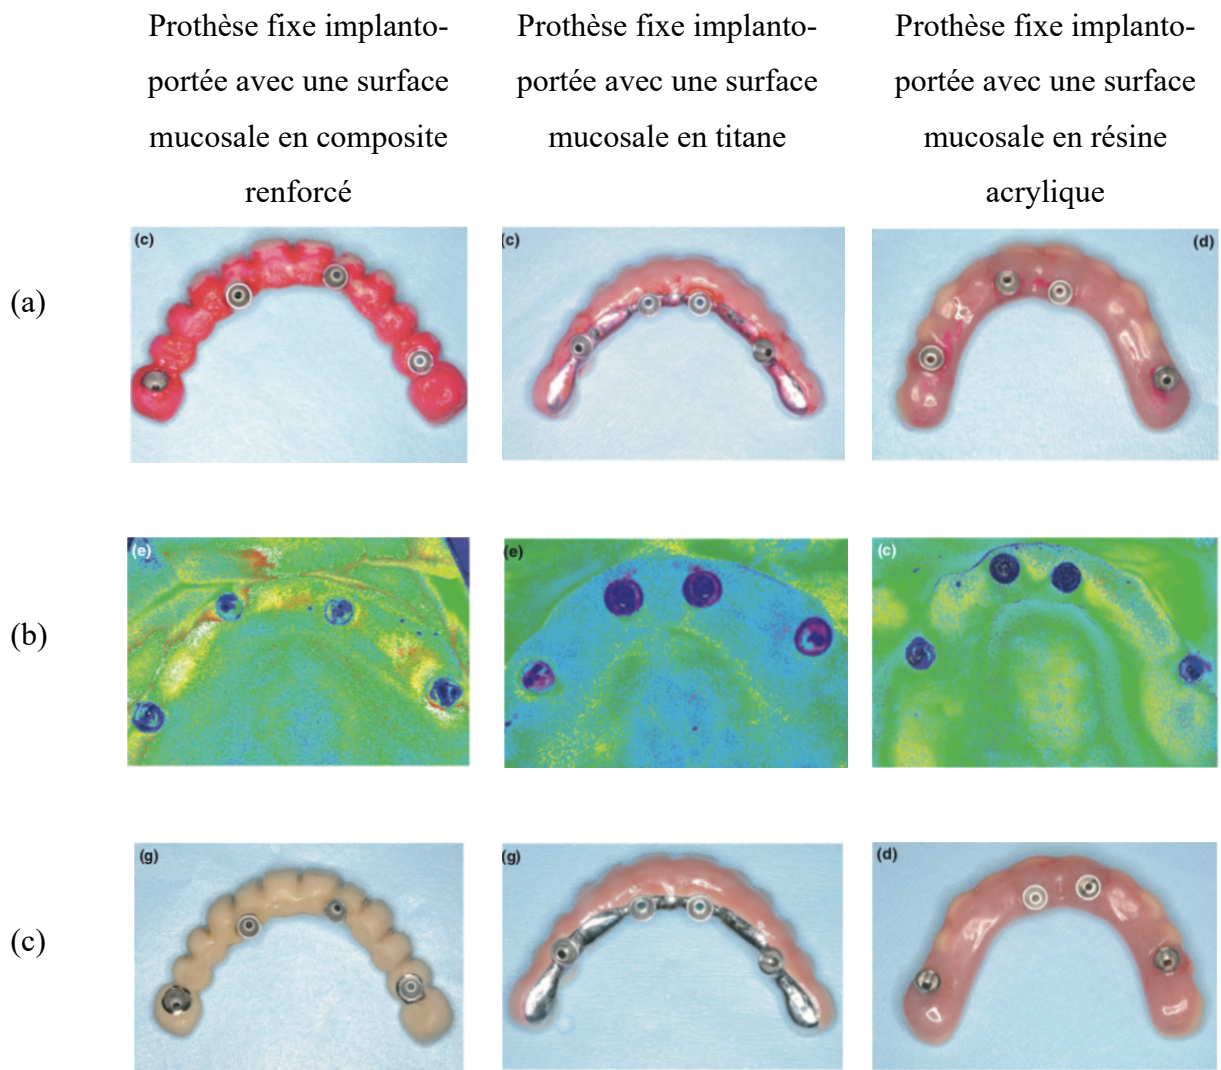 Prothèse fixe implanto-
portée avec une surface
mucosale en composite
renforcé
Prothèse fixe implanto-
portée avec une surface
mucosale en titane
Prothèse fixe implanto-
portée avec une surface
mucosale en résine
acrylique
(a)
(c)
(c)
(d)
(b)
(e)
(e)
(c)
(c)
(g)
(g)
(d)